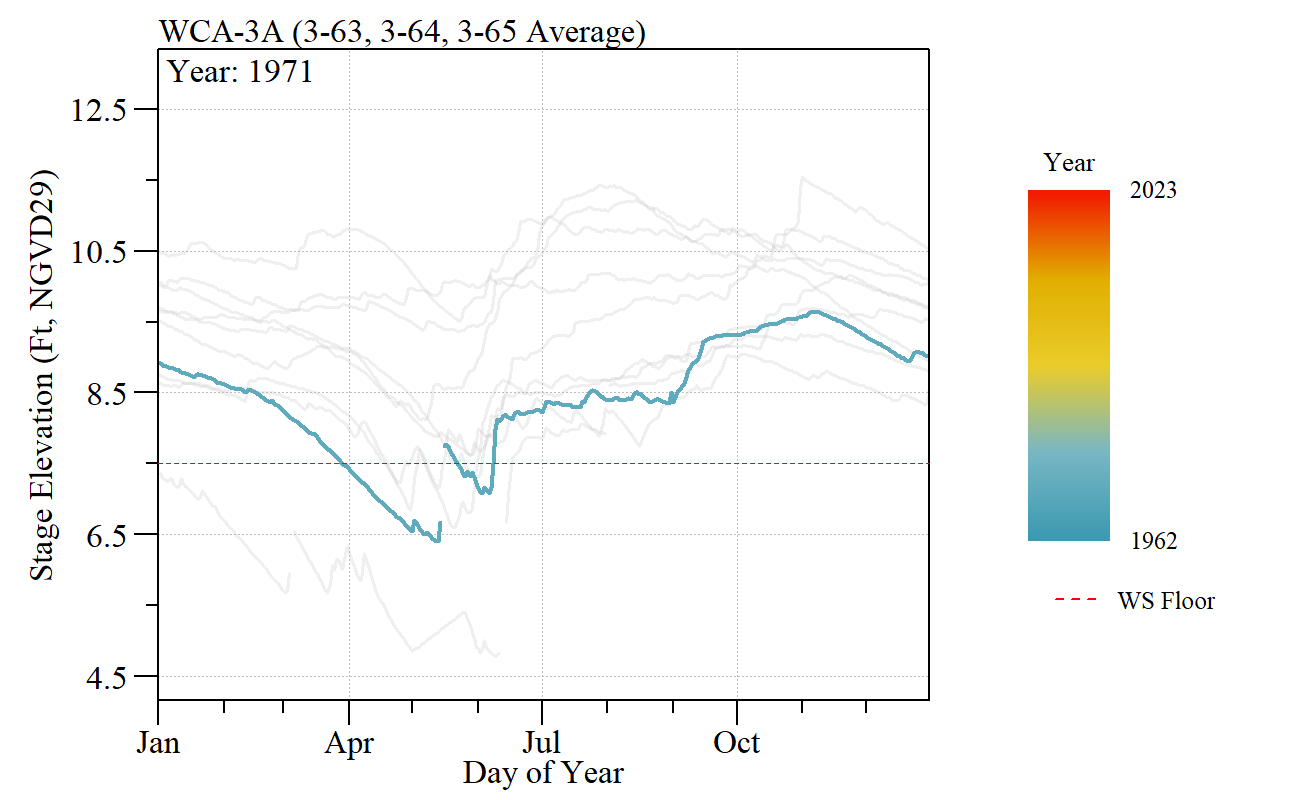 WCA-3A (3-63, 3-64, 3-65 Average)
Year: 1971
12.5
10.5
8.5
6.5
4.5
Stage Elevation (Ft, NGVD29)
Jan
Apr
Jul
Oct
Day of Year
Year
2023
1962
WS Floor